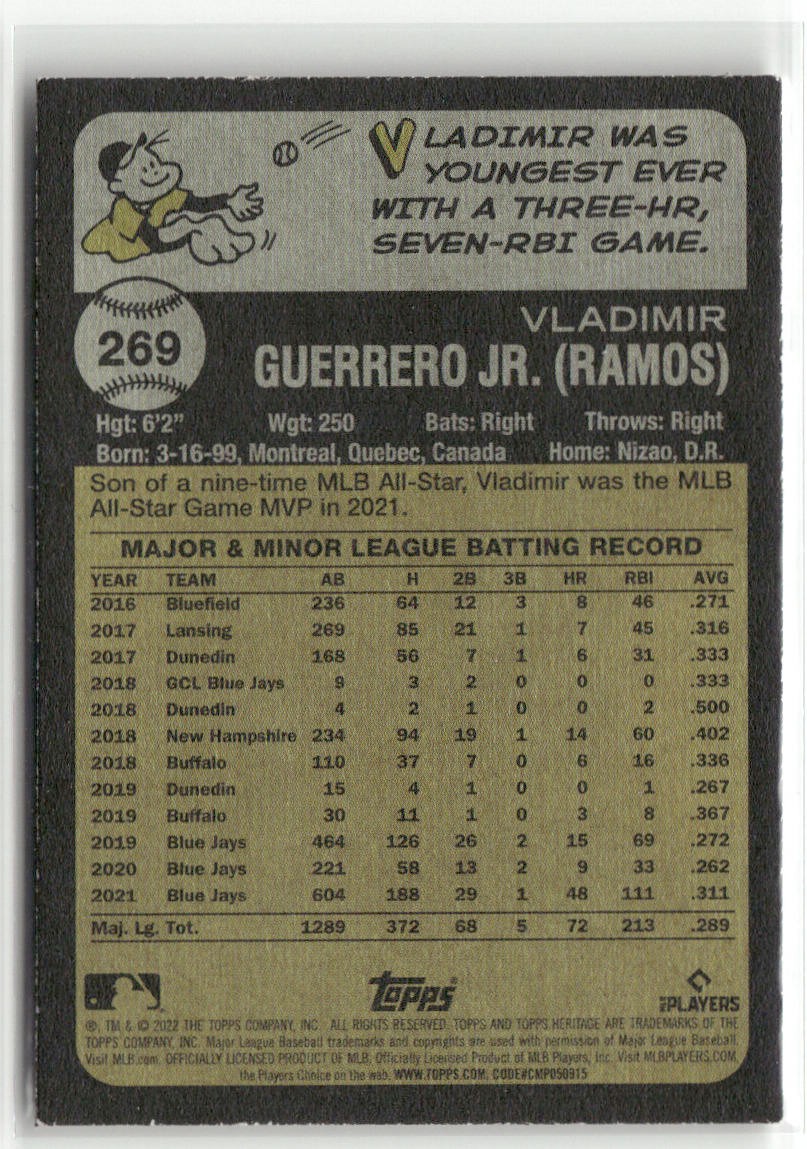 VLADIMIR WAS
YOUNGEST EVER
WITH A THREE-HR,
SEVEN-RBI GAME.
269
VLADIMIR
GUERRERO JR. (RAMOS)
Hgt: 6'2" Wgt: 250 Bats: Right Throws: Right
Born: 3-16-99, Montreal, Quebec, Canada Home: Nizao, D.R.
Son of a nine-time MLB All-Star, Vladimir was the MLB
All-Star Game MVP in 2021.
MAJOR & MINOR LEAGUE BATTING RECORD
YEAR TEAM AB H 2B 3B HR RBI AVG
2016 Bluefield 236 64 12 3 8 46 .271
2017 Lansing 269 85 21 1 7 45 .316
2017 Dunedin 168 56 7 1 6 31 .333
2018 GCL Blue Jays 9 3 2 0 0 0 .333
2018 Dunedin 4 2 1 0 0 2 .500
2018 New Hampshire 234 94 19 1 14 60 .402
2018 Buffalo 110 37 7 0 6 16 .336
2019 Dunedin 15 4 1 0 0 1 .267
2019 Buffalo 30 11 1 0 3 8 .367
2019 Blue Jays 464 126 26 2 15 69 .272
2020 Blue Jays 221 58 13 2 9 33 .262
2021 Blue Jays 604 188 29 1 48 111 .311
Maj. Lg. Tot. 1289 372 68 5 72 213 .289
Topps®
MLB PLAYERS
®, TM & © 2022 THE TOPPS COMPANY, INC. ALL RIGHTS RESERVED. TOPPS AND TOPPS HERITAGE ARE TRADEMARKS OF THE
TOPPS COMPANY, INC. Major League Baseball trademarks and copyrights are used with permission of Major League Baseball.
Visit MLB.com. OFFICIALLY LICENSED PRODUCT OF MLB. Officially Licensed Product of MLB Players, Inc. Visit MLBPLAYERS.COM,
the Players Choice on the web. WWW.TOPPS.COM. CODE#CMP050915